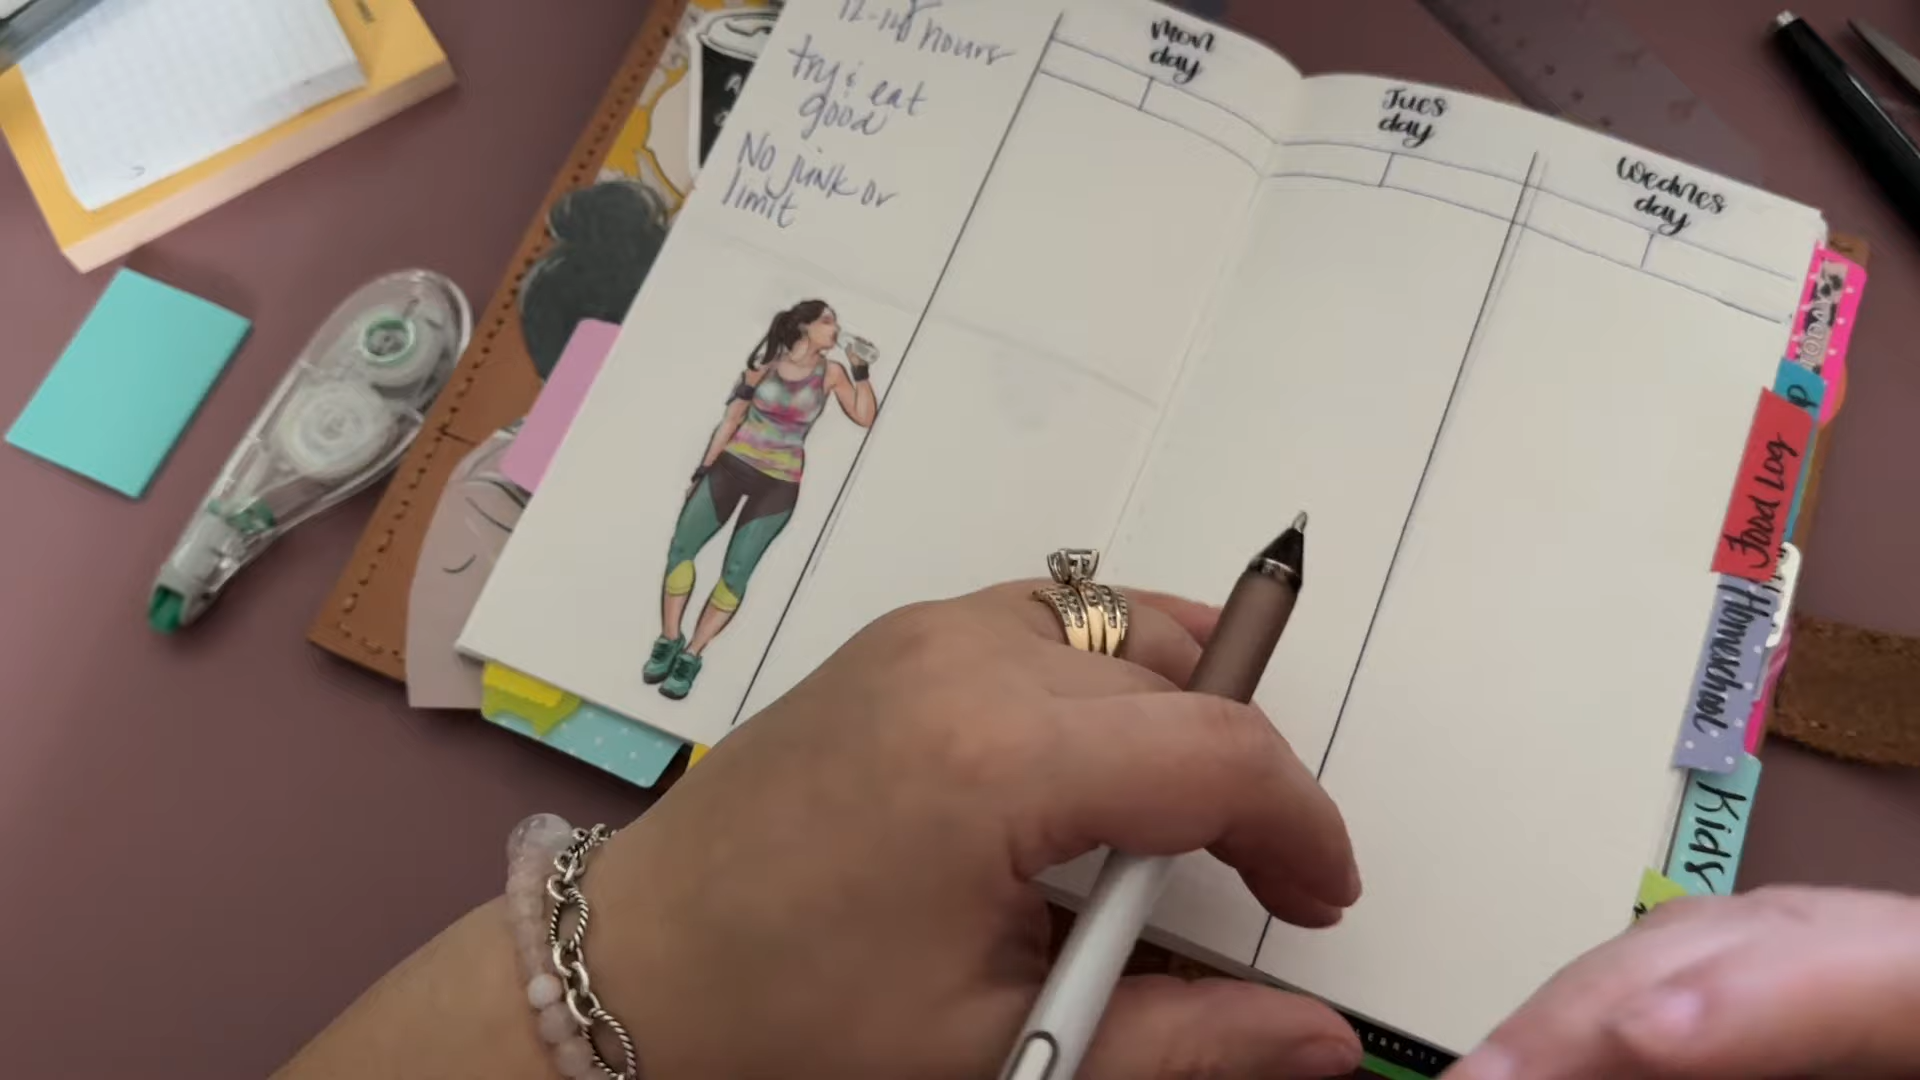 12-14 hours
try & eat
good
No junk or
limit
Mon
day
Tues
day
Wednes
day
TODAY
Food Log
Homeschool
Kids